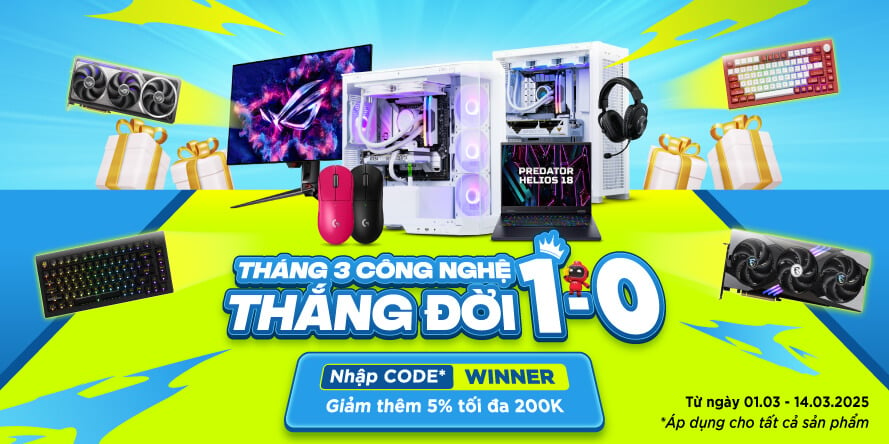 PREDATOR
HELIOS 18
THÁNG 3 CÔNG NGHỆ
THẮNG ĐỜI 1-0
Nhập CODE* WINNER
Giảm thêm 5% tối đa 200K
Từ ngày 01.03 - 14.03.2025
*Áp dụng cho tất cả sản phẩm